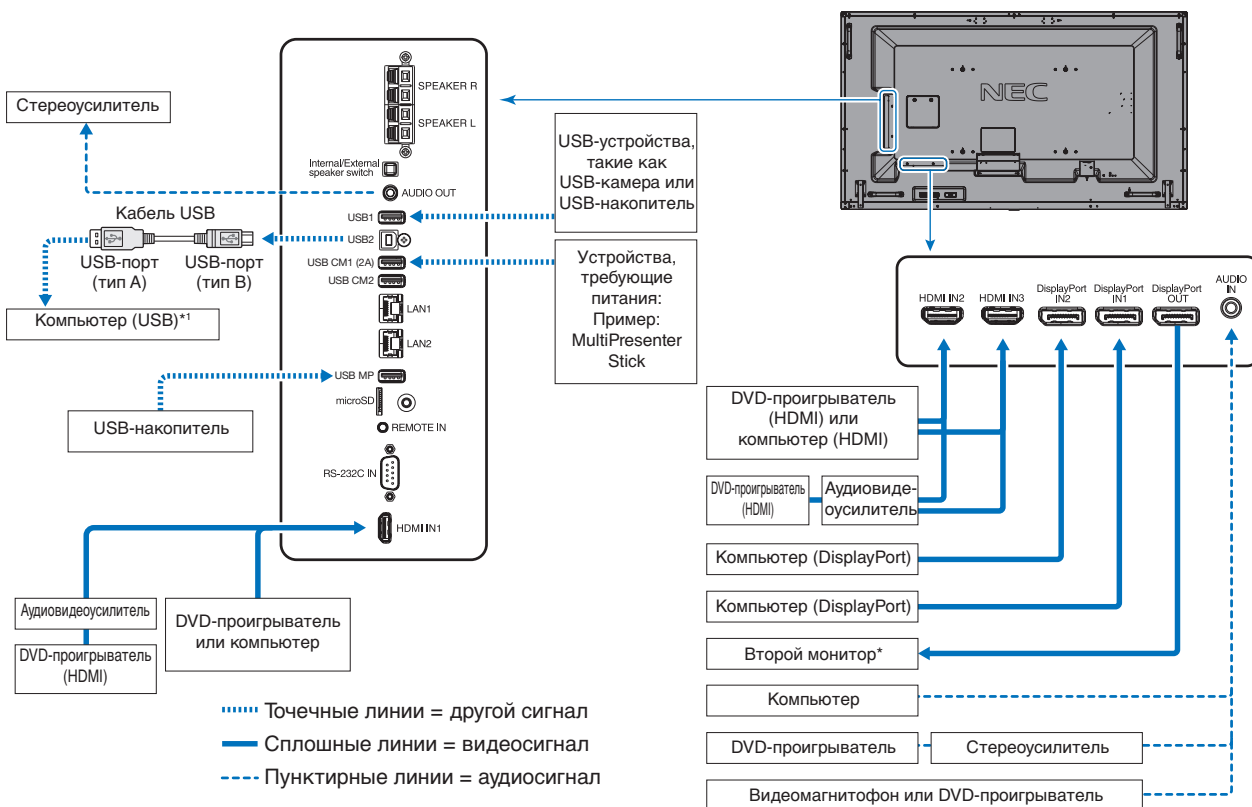 NEC
SPEAKER R
SPEAKER L
Internal/External
speaker switch
AUDIO OUT
USB1
USB2
USB CM1 (2A)
USB CM2
LAN1
LAN2
USB MP
microSD
REMOTE IN
RS-232C IN
HDMI IN1
Стереоусилитель
Кабель USB
USB-порт
(тип A)
USB-порт
(тип B)
Компьютер (USB)*1
USB-накопитель
Аудиовидеоусилитель
DVD-проигрыватель
(HDMI)
DVD-проигрыватель
или компьютер
USB-устройства,
такие как
USB-камера или
USB-накопитель
Устройства,
требующие
питания:
Пример:
MultiPresenter
Stick
HDMI IN2
HDMI IN3
DisplayPort
IN2
DisplayPort
IN1
DisplayPort
OUT
AUDIO
IN
DVD-проигрыватель
(HDMI) или
компьютер (HDMI)
DVD-проигрыватель
(HDMI)
Аудиовиде-
оусилитель
Компьютер (DisplayPort)
Компьютер (DisplayPort)
Второй монитор*
Компьютер
DVD-проигрыватель
Стереоусилитель
Видеомагнитофон или DVD-проигрыватель
Точечные линии = другой сигнал
Сплошные линии = видеосигнал
Пунктирные линии = аудиосигнал